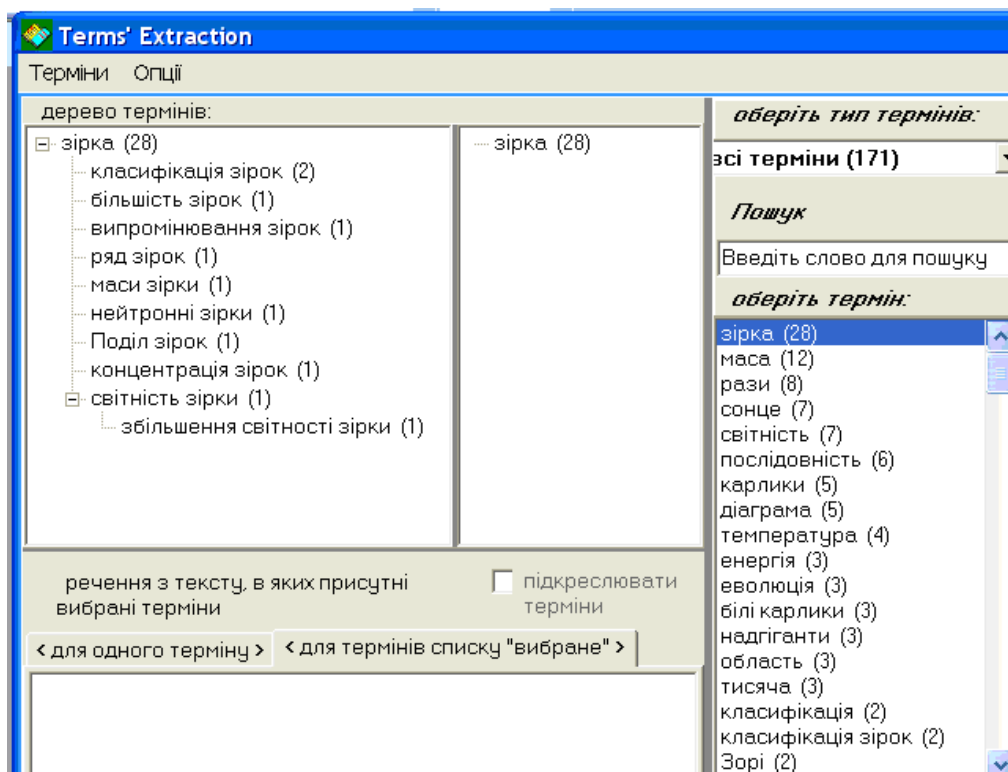 Terms' Extraction
Терміни Опції
дерево термінів:
зірка (28)
класифікація зірок (2)
більшість зірок (1)
випромінювання зірок (1)
ряд зірок (1)
маси зірки (1)
нейтронні зірки (1)
Поділ зірок (1)
концентрація зірок (1)
світність зірки (1)
збільшення світності зірки (1)
зірка (28)
речення з тексту, в яких присутні
вибрані терміни
підкреслювати
терміни
< для одного терміну >
< для термінів списку "вибране" >
оберіть тип термінів:
всі терміни (171)
Пошук
Введіть слово для пошуку
оберіть термін:
зірка (28)
маса (12)
рази (8)
сонце (7)
світність (7)
послідовність (6)
карлики (5)
діаграма (5)
температура (4)
енергія (3)
еволюція (3)
білі карлики (3)
надгіганти (3)
область (3)
тисяча (3)
класифікація (2)
класифікація зірок (2)
Зорі (2)